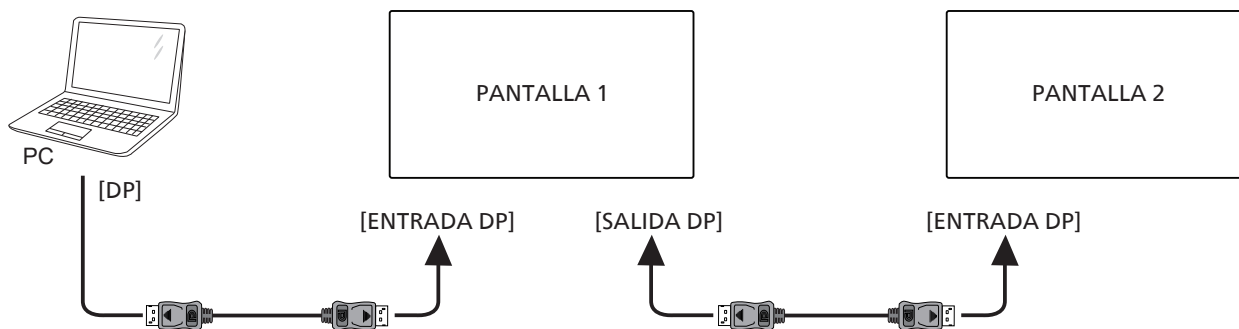 PANTALLA 1
PANTALLA 2
PC
[DP]
[ENTRADA DP]
[SALIDA DP]
[ENTRADA DP]